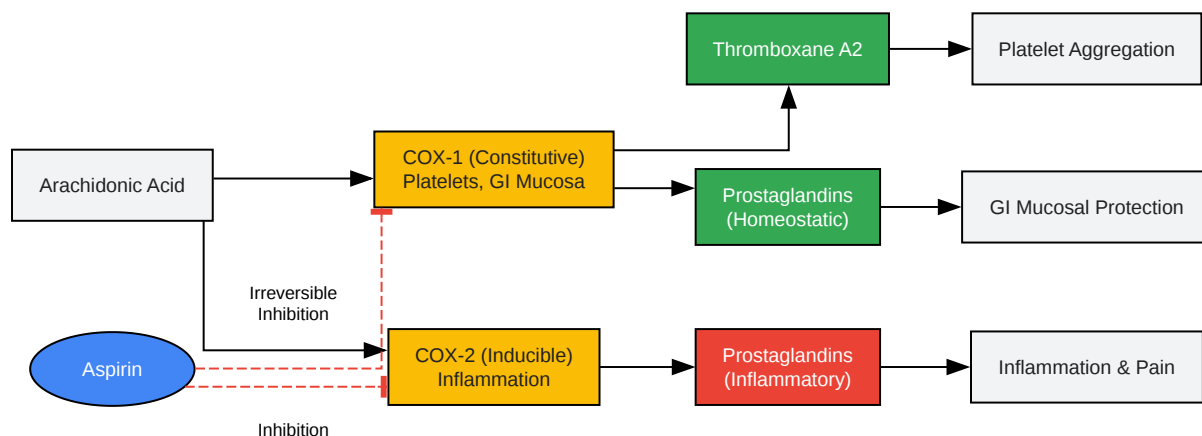 Thromboxane A2
Platelet Aggregation
COX-1 (Constitutive)
Platelets, GI Mucosa
Arachidonic Acid
Prostaglandins
(Homeostatic)
GI Mucosal Protection
Irreversible
Inhibition
Aspirin
COX-2 (Inducible)
Inflammation
Prostaglandins
(Inflammatory)
Inflammation & Pain
Inhibition